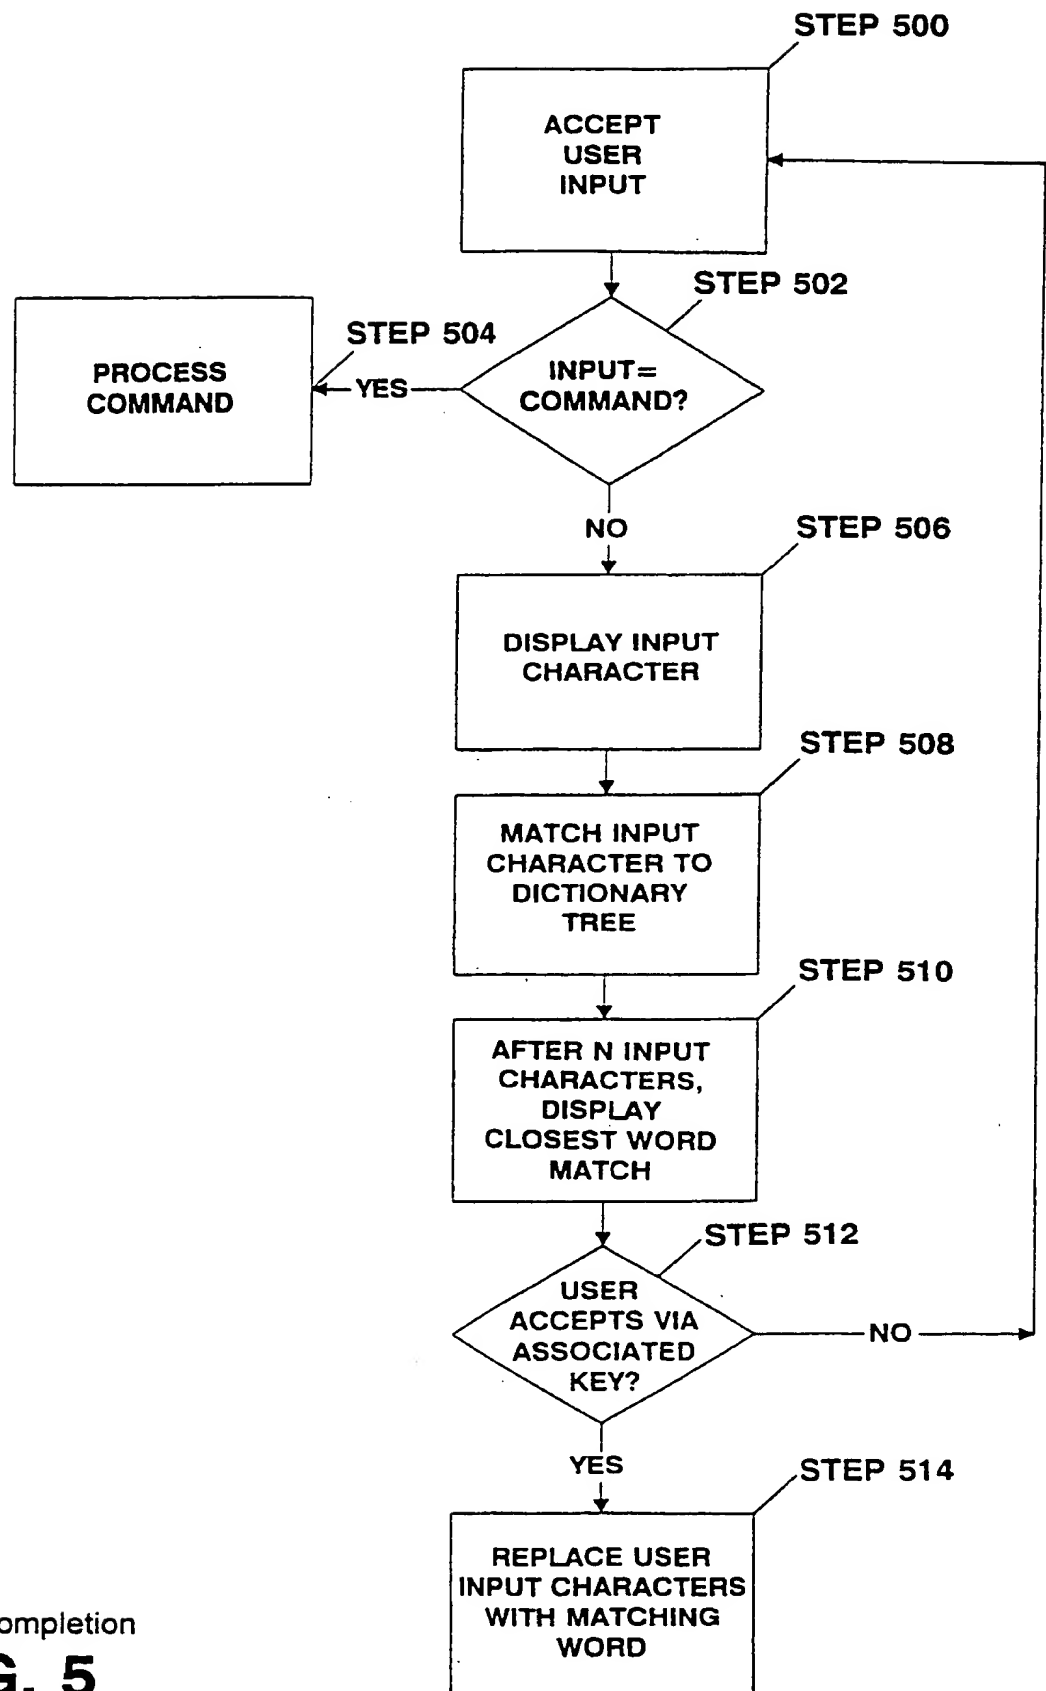 STEP 500
ACCEPT
USER
INPUT
STEP 502
INPUT=
COMMAND?
STEP 504
YES
PROCESS
COMMAND
NO
STEP 506
DISPLAY INPUT
CHARACTER
STEP 508
MATCH INPUT
CHARACTER TO
DICTIONARY
TREE
STEP 510
AFTER N INPUT
CHARACTERS,
DISPLAY
CLOSEST WORD
MATCH
STEP 512
USER
ACCEPTS VIA
ASSOCIATED
KEY?
NO
YES
STEP 514
REPLACE USER
INPUT CHARACTERS
WITH MATCHING
WORD
ompletion
G. 5